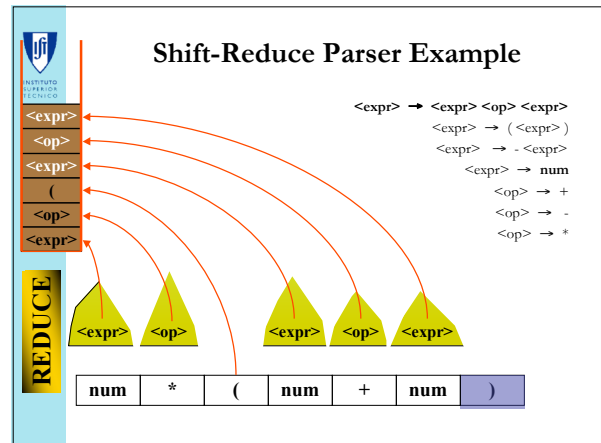 Shift-Reduce Parser Example
INSTITUTO
SUPERIOR
TÉCNICO
<expr> → <expr> <op> <expr>
<expr> → ( <expr> )
<expr> → - <expr>
<expr> → num
<op> → +
<op> → -
<op> → *
<expr>
<op>
<expr>
(
<op>
<expr>
REDUCE
<expr> <op> <expr> <op> <expr>
num * ( num + num )